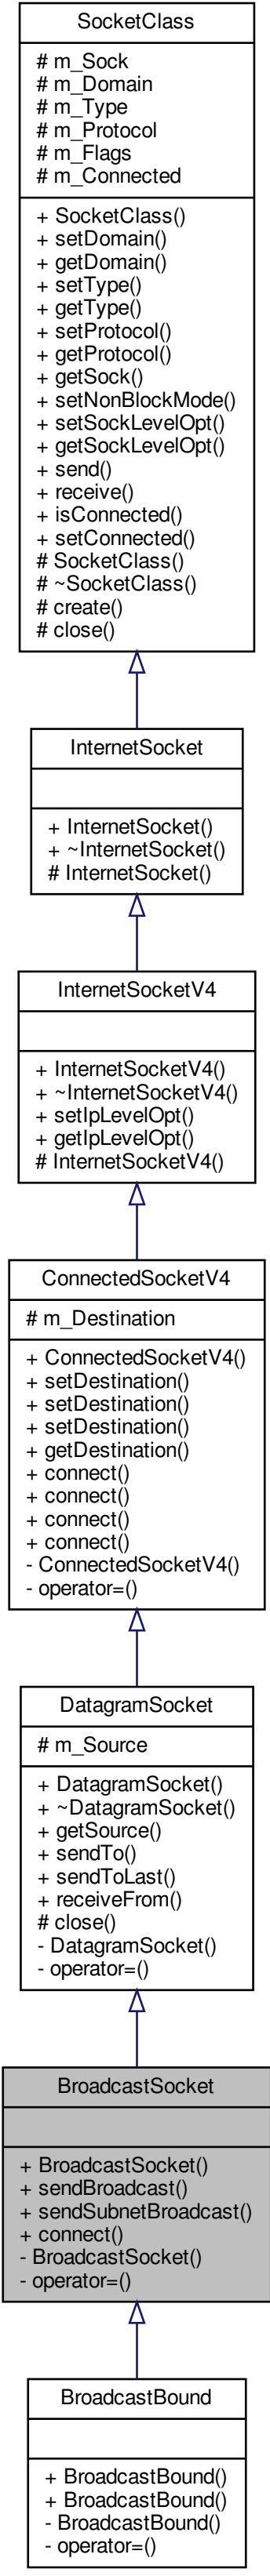 SocketClass
# m_Sock
# m_Domain
# m_Type
# m_Protocol
# m_Flags
# m_Connected
+ SocketClass()
+ setDomain()
+ getDomain()
+ setType()
+ getType()
+ setProtocol()
+ getProtocol()
+ getSock()
+ setNonBlockMode()
+ setSockLevelOpt()
+ getSockLevelOpt()
+ send()
+ receive()
+ isConnected()
+ setConnected()
# SocketClass()
# ~SocketClass()
# create()
# close()
InternetSocket
+ InternetSocket()
+ ~InternetSocket()
# InternetSocket()
InternetSocketV4
+ InternetSocketV4()
+ ~InternetSocketV4()
+ setIpLevelOpt()
+ getIpLevelOpt()
# InternetSocketV4()
ConnectedSocketV4
# m_Destination
+ ConnectedSocketV4()
+ setDestination()
+ setDestination()
+ setDestination()
+ getDestination()
+ connect()
+ connect()
+ connect()
+ connect()
- ConnectedSocketV4()
- operator=()
DatagramSocket
# m_Source
+ DatagramSocket()
+ ~DatagramSocket()
+ getSource()
+ sendTo()
+ sendToLast()
+ receiveFrom()
# close()
- DatagramSocket()
- operator=()
BroadcastSocket
+ BroadcastSocket()
+ sendBroadcast()
+ sendSubnetBroadcast()
+ connect()
- BroadcastSocket()
- operator=()
BroadcastBound
+ BroadcastBound()
+ BroadcastBound()
- BroadcastBound()
- operator=()